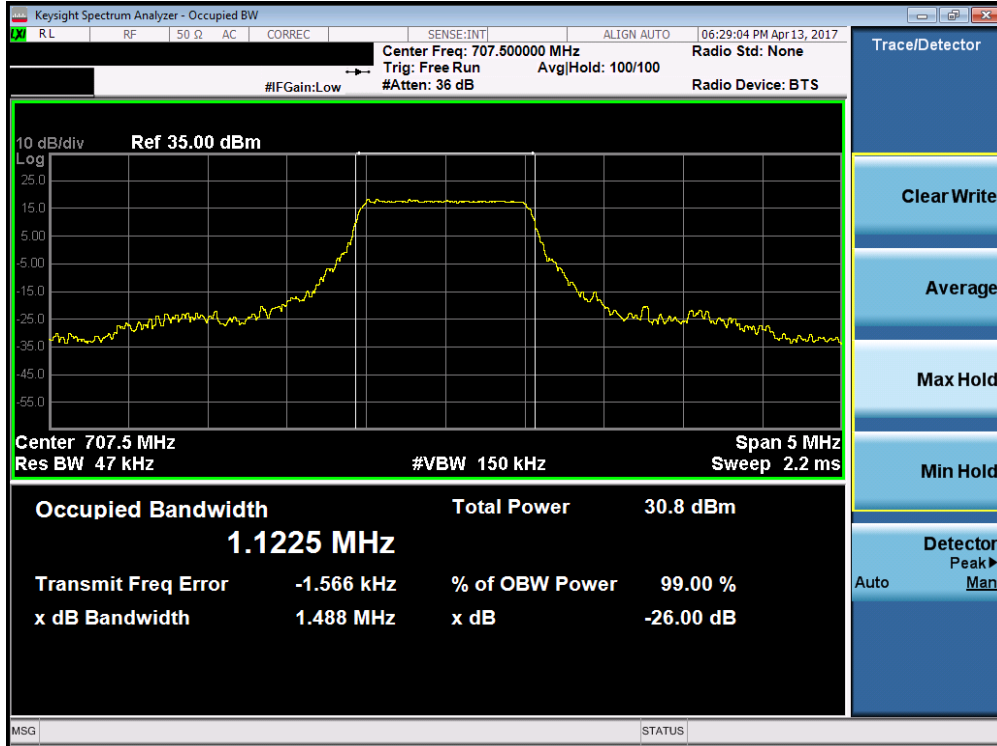 Keysight Spectrum Analyzer - Occupied BW
LXI RL RF 50 Ω AC CORREC SENSE:INT ALIGN AUTO 06:29:04 PM Apr 13, 2017
Center Freq: 707.500000 MHz Radio Std: None
Trig: Free Run Avg|Hold: 100/100
#IFGain:Low #Atten: 36 dB Radio Device: BTS
Trace/Detector
10 dB/div Ref 35.00 dBm
Log
25.0
15.0
5.00
-5.00
-15.0
-25.0
-35.0
-45.0
-55.0
Center 707.5 MHz Span 5 MHz
Res BW 47 kHz #VBW 150 kHz Sweep 2.2 ms
Occupied Bandwidth Total Power 30.8 dBm
1.1225 MHz
Transmit Freq Error -1.566 kHz % of OBW Power 99.00 %
x dB Bandwidth 1.488 MHz x dB -26.00 dB
Clear Write
Average
Max Hold
Min Hold
Detector
Peak▶
Auto Man
MSG STATUS